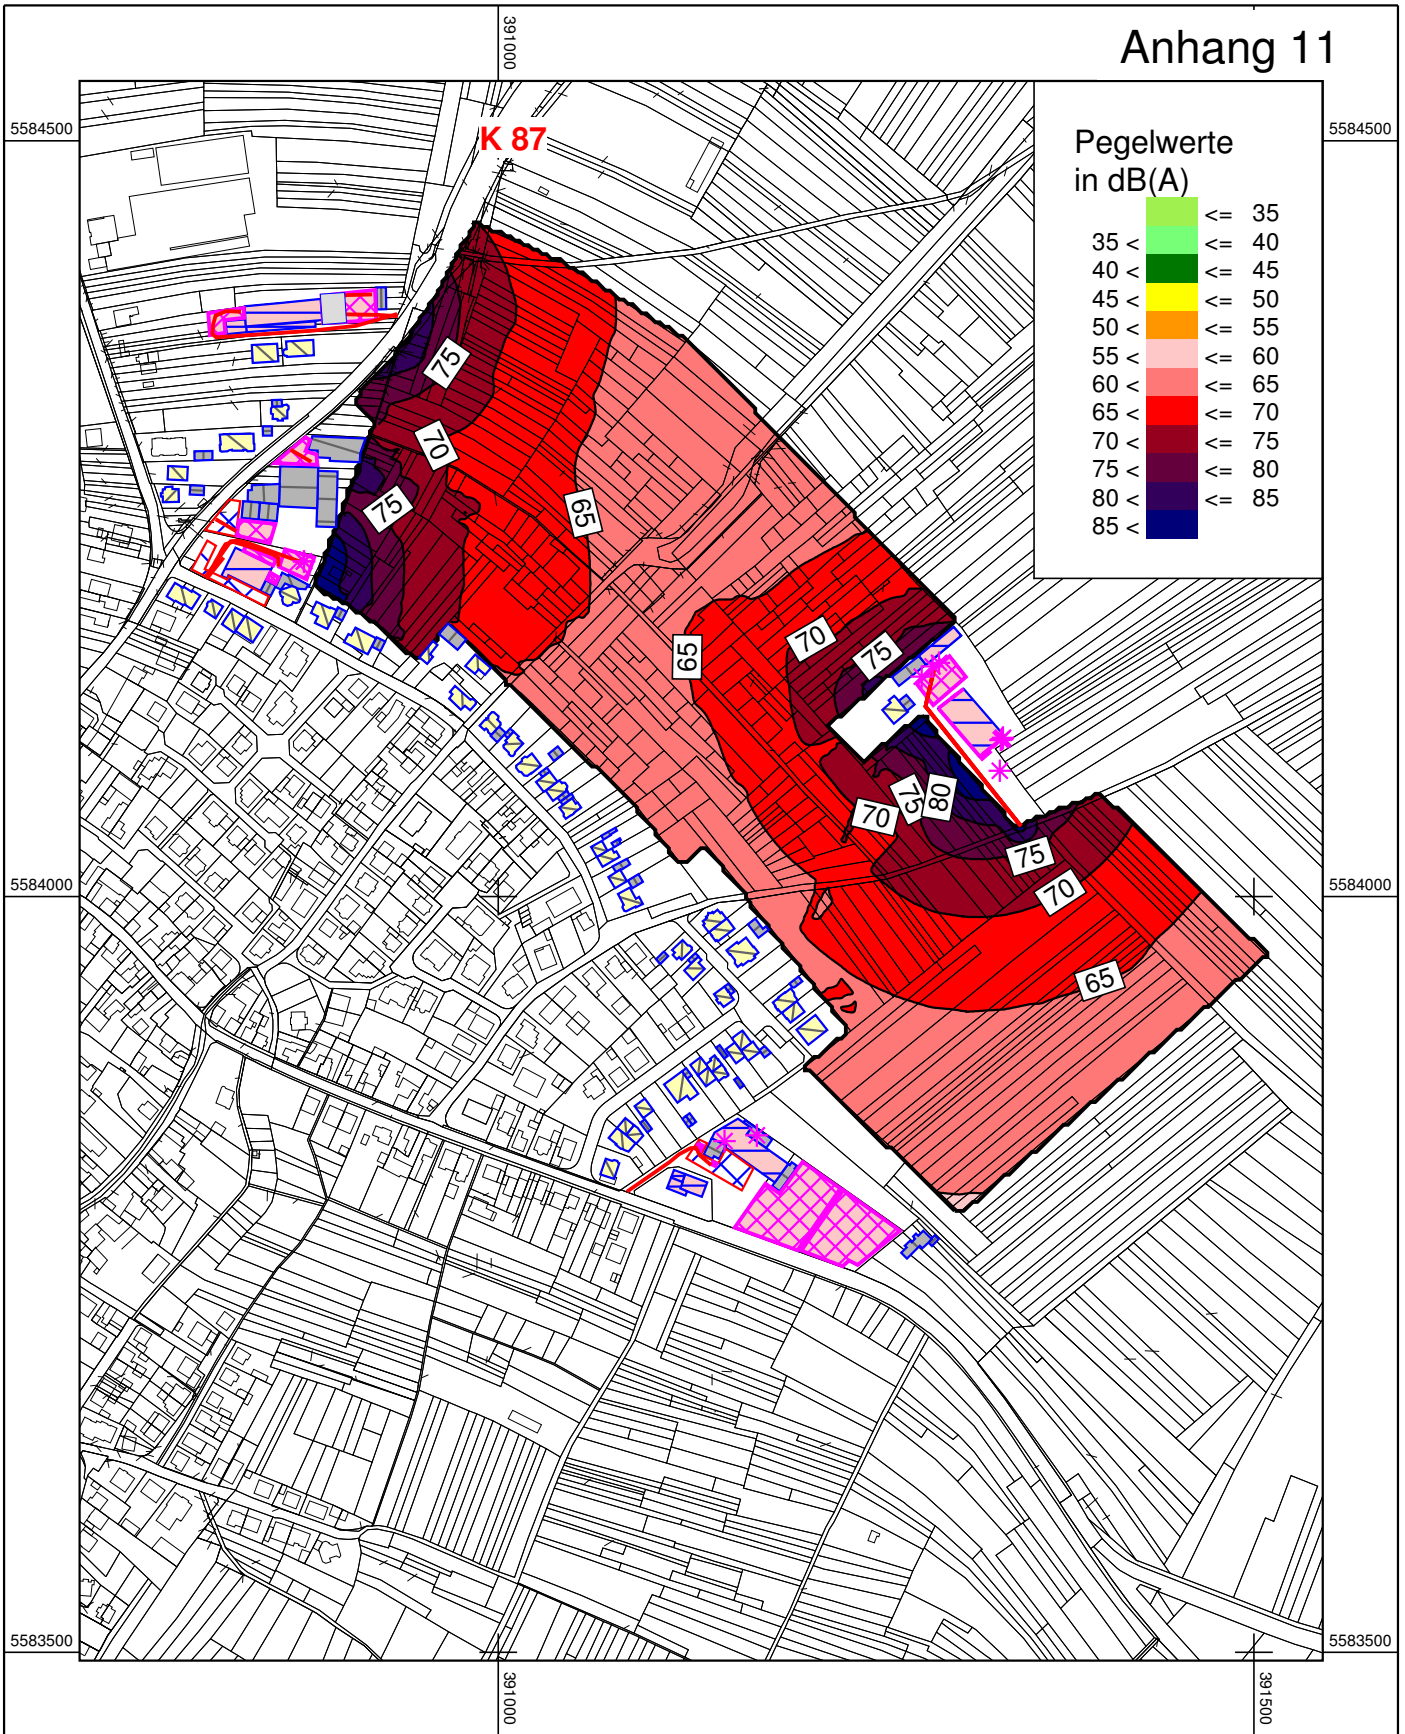 Anhang 11
391000
5584500
5584500
K 87
Pegelwerte
in dB(A)
<= 35
35 < <= 40
40 < <= 45
45 < <= 50
50 < <= 55
55 < <= 60
60 < <= 65
65 < <= 70
70 < <= 75
75 < <= 80
80 < <= 85
85 <
75
70
75
65
65
70
75
75
80
70
75
70
65
5584000
5584000
5583500
5583500
391000
391500